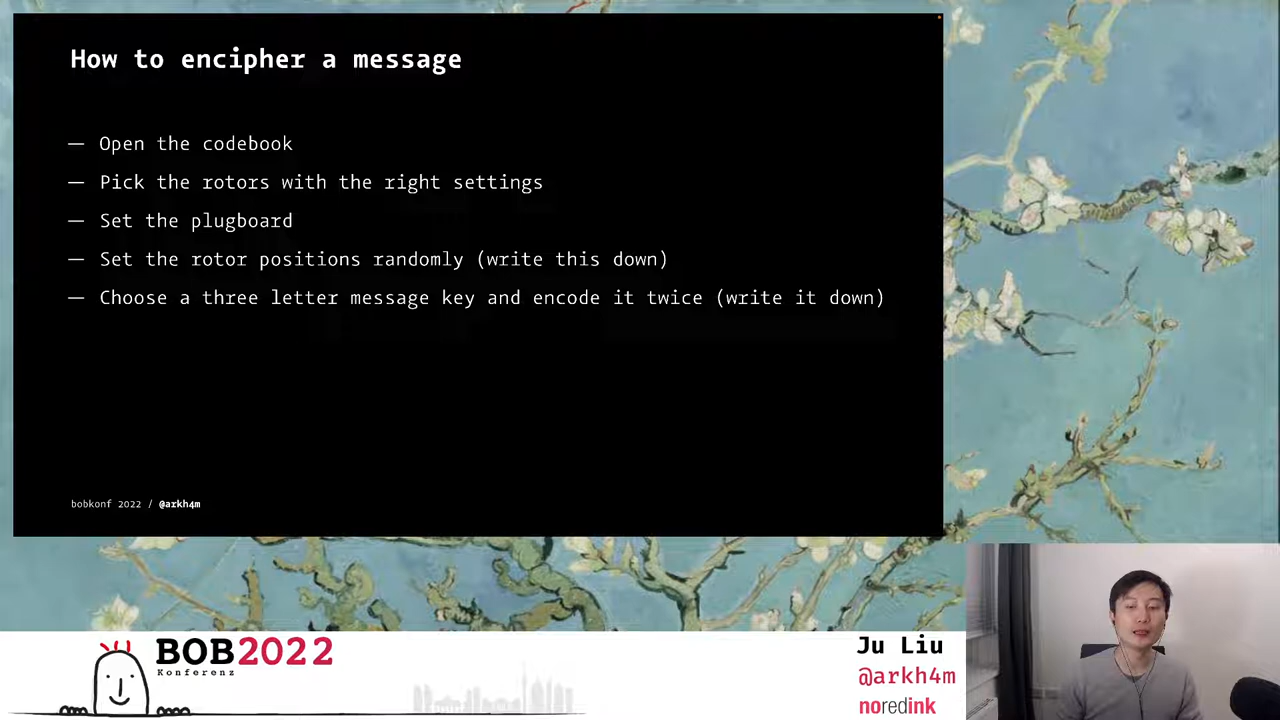 How to encipher a message
— Open the codebook
— Pick the rotors with the right settings
— Set the plugboard
— Set the rotor positions randomly (write this down)
— Choose a three letter message key and encode it twice (write it down)
bobkonf 2022 / @arkh4m
BOB2022
Konferenz
Ju Liu
@arkh4m
noredink